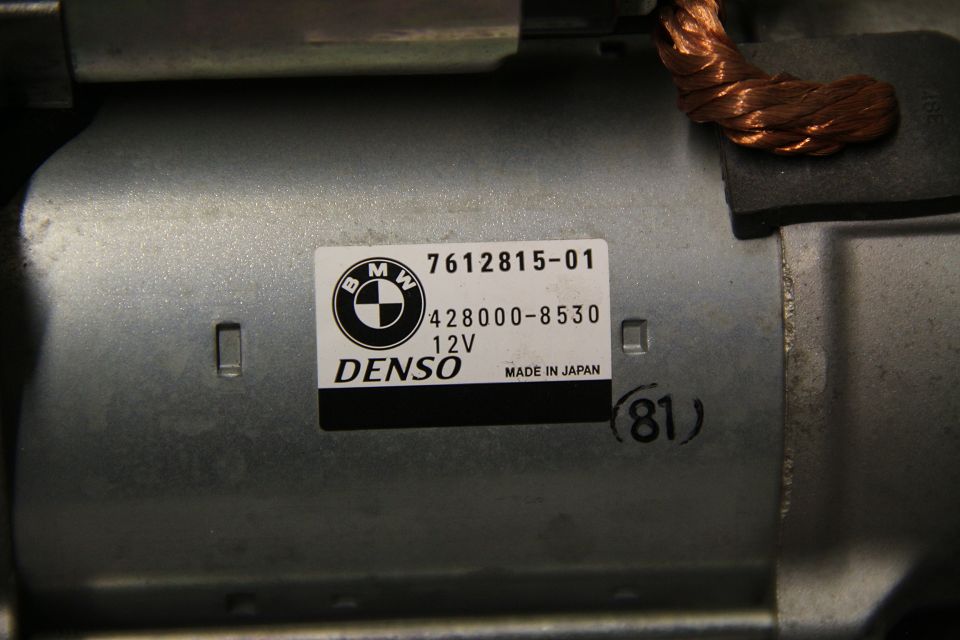 BMW
7612815-01
428000-8530
12V
DENSO
MADE IN JAPAN
(81)